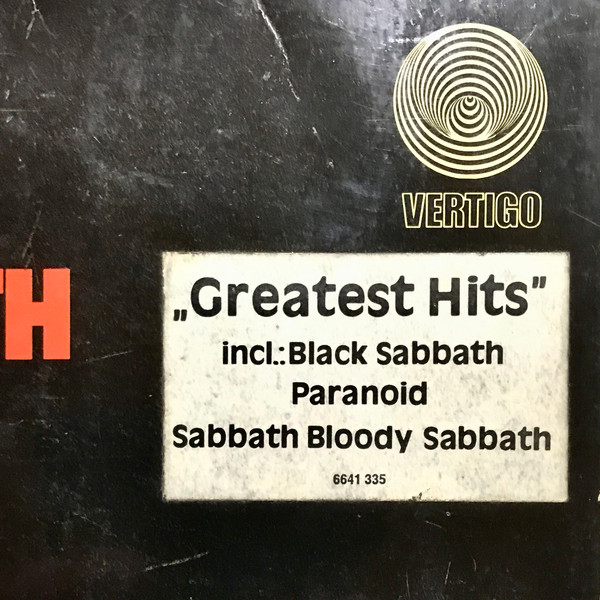 VERTIGO
TH
„Greatest Hits”
incl.: Black Sabbath
Paranoid
Sabbath Bloody Sabbath
6641 335